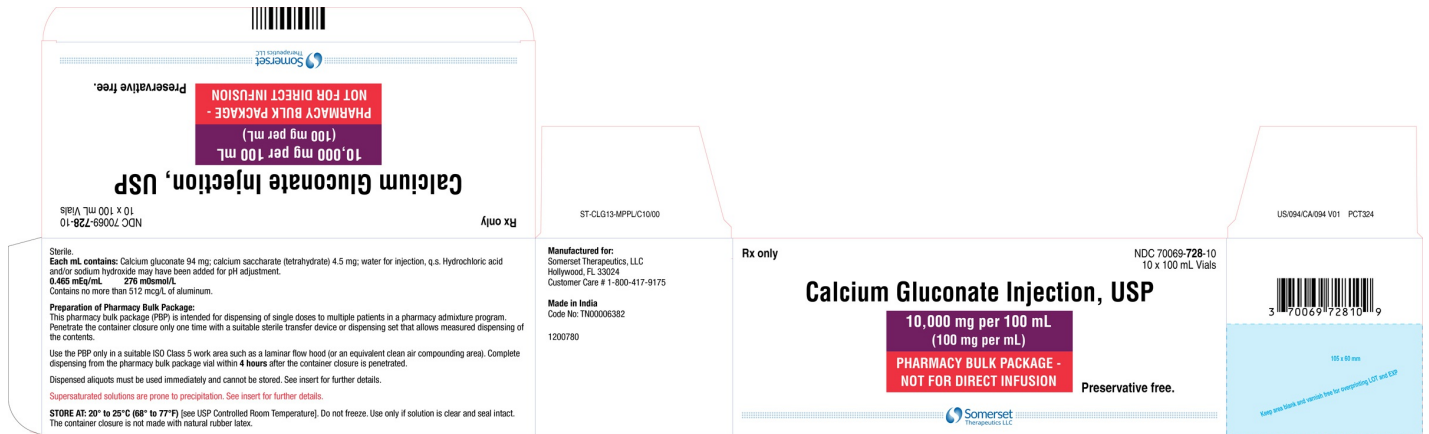 Somerset
Therapeutics LLC
Preservative free.
PHARMACY BULK PACKAGE -
NOT FOR DIRECT INFUSION
10,000 mg per 100 mL
(100 mg per mL)
Calcium Gluconate Injection, USP
Rx only
NDC 70069-728-10
10 x 100 mL Vials
Sterile.
Each mL contains: Calcium gluconate 94 mg; calcium saccharate (tetrahydrate) 4.5 mg; water for injection, q.s. Hydrochloric acid
and/or sodium hydroxide may have been added for pH adjustment.
0.465 mEq/mL 276 mOsmol/L
Contains no more than 512 mcg/L of aluminum.
Preparation of Pharmacy Bulk Package:
This pharmacy bulk package (PBP) is intended for dispensing of single doses to multiple patients in a pharmacy admixture program.
Penetrate the container closure only one time with a suitable sterile transfer device or dispensing set that allows measured dispensing of
the contents.
Use the PBP only in a suitable ISO Class 5 work area such as a laminar flow hood (or an equivalent clean air compounding area). Complete
dispensing from the pharmacy bulk package vial within 4 hours after the container closure is penetrated.
Dispensed aliquots must be used immediately and cannot be stored. See insert for further details.
Supersaturated solutions are prone to precipitation. See insert for further details.
STORE AT: 20° to 25°C (68° to 77°F) [see USP Controlled Room Temperature]. Do not freeze. Use only if solution is clear and seal intact.
The container closure is not made with natural rubber latex.
ST-CLG13-MPPL/C10/00
Manufactured for:
Somerset Therapeutics, LLC
Hollywood, FL 33024
Customer Care # 1-800-417-9175
Made in India
Code No: TN00006382
1200780
Rx only
NDC 70069-728-10
10 x 100 mL Vials
Calcium Gluconate Injection, USP
10,000 mg per 100 mL
(100 mg per mL)
PHARMACY BULK PACKAGE -
NOT FOR DIRECT INFUSION
Preservative free.
Somerset
Therapeutics LLC
US/094/CA/094 V01 PCT324
3 70069 72810 9
105 x 60 mm
Keep area blank and varnish free for overprinting LOT and EXP